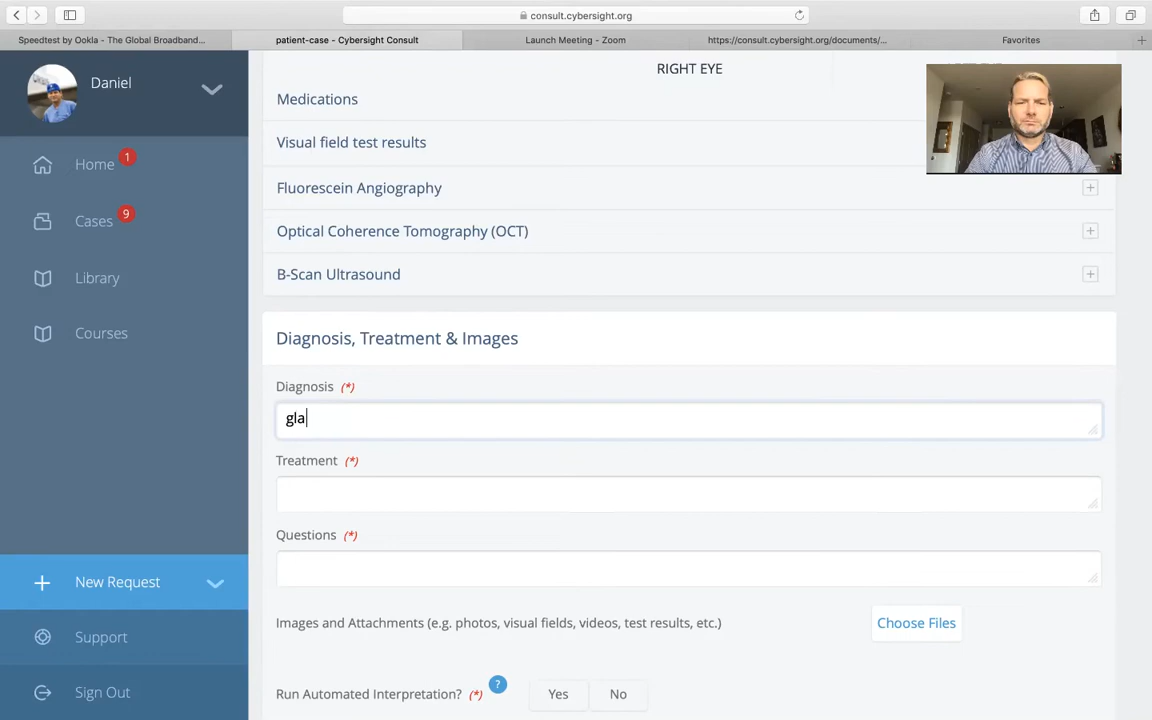 consult.cybersight.org
Speedtest by Ookla - The Global Broadband...
patient-case - Cybersight Consult
Launch Meeting - Zoom
https://consult.cybersight.org/documents/...
Favorites
Daniel
Home 1
Cases 9
Library
Courses
New Request
Support
Sign Out
RIGHT EYE
Medications
Visual field test results
Fluorescein Angiography
Optical Coherence Tomography (OCT)
B-Scan Ultrasound
Diagnosis, Treatment & Images
Diagnosis (*)
gla
Treatment (*)
Questions (*)
Images and Attachments (e.g. photos, visual fields, videos, test results, etc.)
Choose Files
Run Automated Interpretation? (*) ?
Yes
No